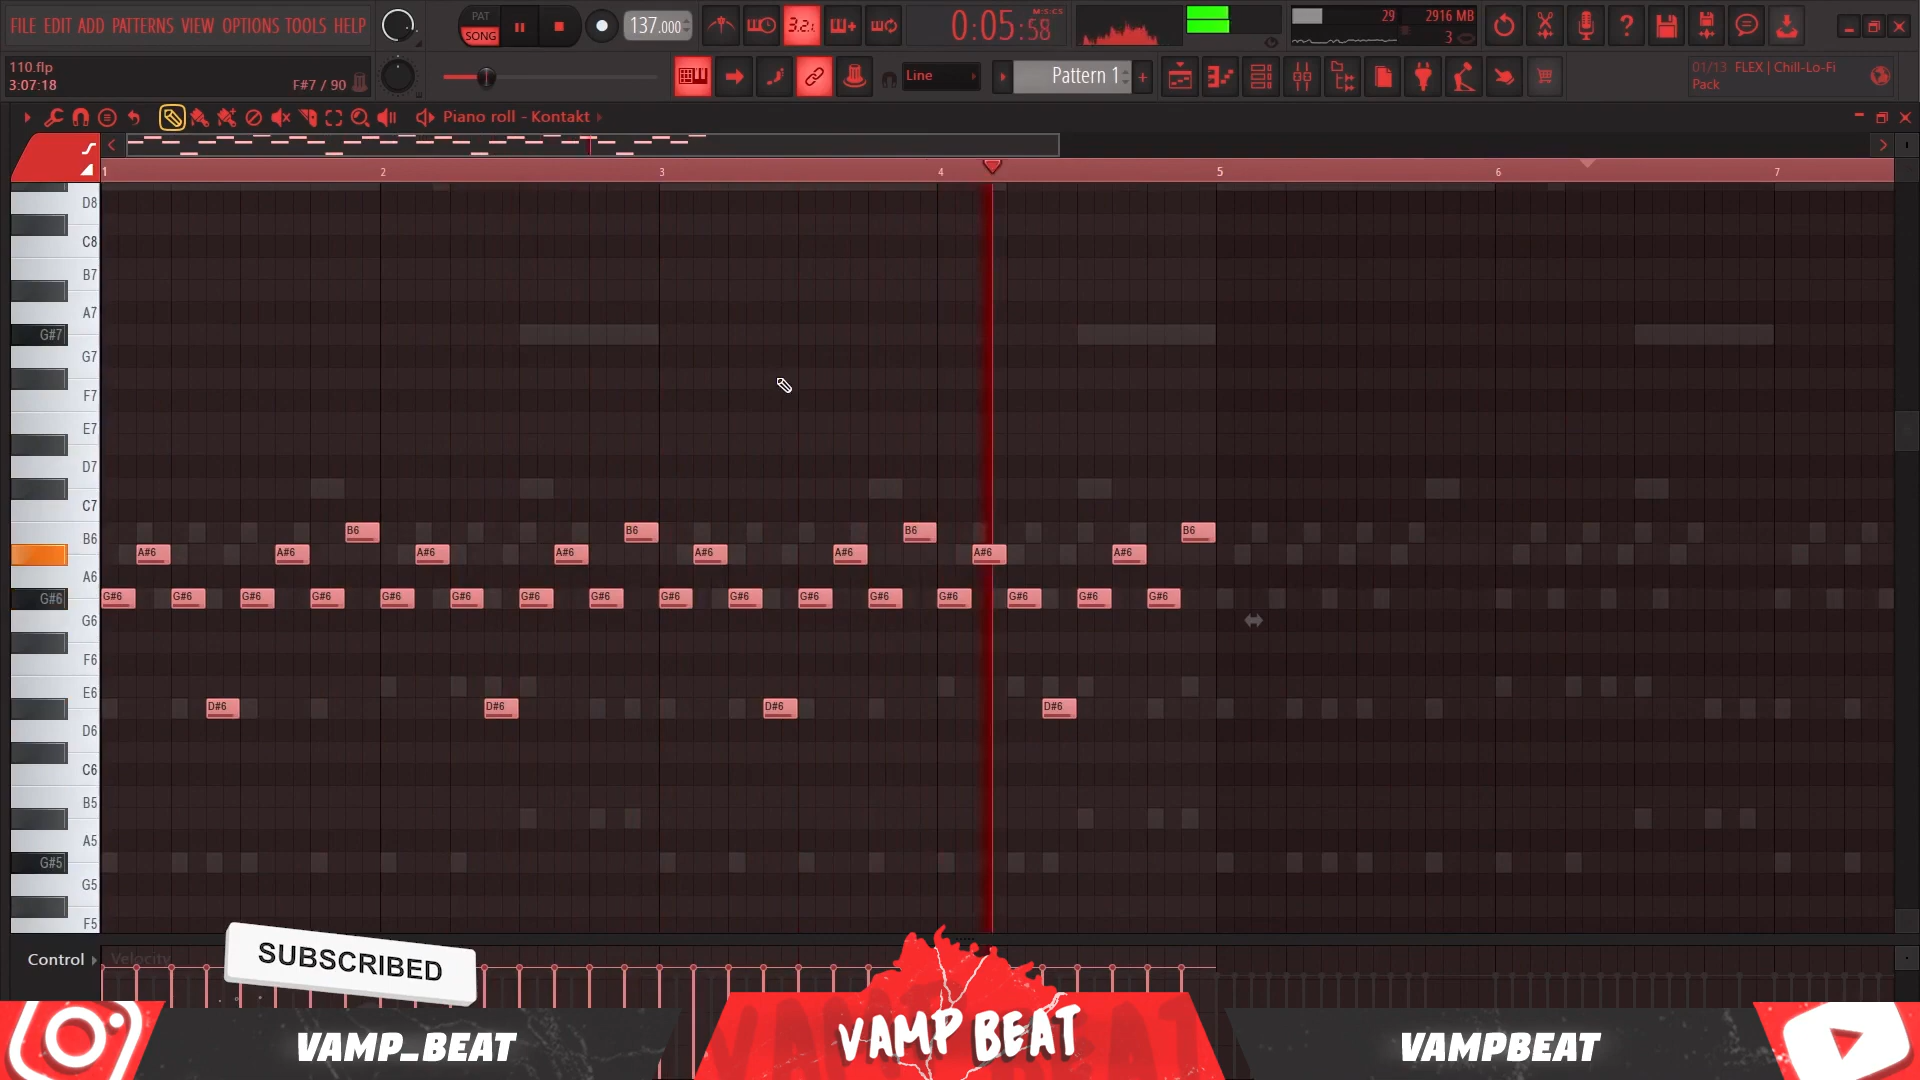 FILE EDIT ADD PATTERNS VIEW OPTIONS TOOLS HELP
PAT
SONG
137.000
3.2.
0:05:58
M:S:CS
29
2916 MB
3
110.flp
3:07:18
F#7 / 90
Line
Pattern 1
01/13 FLEX | Chill-Lo-Fi
Pack
Piano roll - Kontakt
1 2 3 4 5 6 7
D8
C8
B7
A7
G#7
G7
F7
E7
D7
C7
B6
B6 B6 B6 B6
A#6 A#6 A#6 A#6 A#6 A#6 A#6 A#6
A6
G#6
G#6 G#6 G#6 G#6 G#6 G#6 G#6 G#6 G#6 G#6 G#6 G#6 G#6 G#6 G#6 G#6
G6
F6
E6
D#6 D#6 D#6 D#6
D6
C6
B5
A5
G#5
G5
F5
Control
Velocity
SUBSCRIBED
VAMP_BEAT
VAMP BEAT
VAMPBEAT